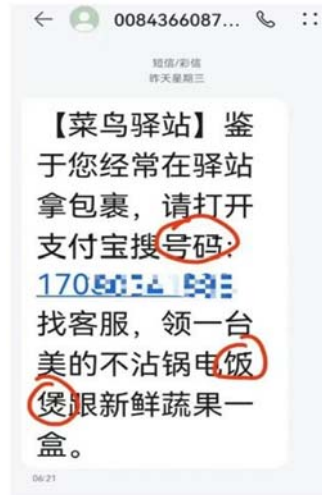 0084366087...
短信/彩信
昨天星期三
【菜鸟驿站】鉴
于您经常在驿站
拿包裹，请打开
支付宝搜号码：
170
找客服，领一台
美的不沾锅电饭
煲跟新鲜蔬果一
盒。
06:21